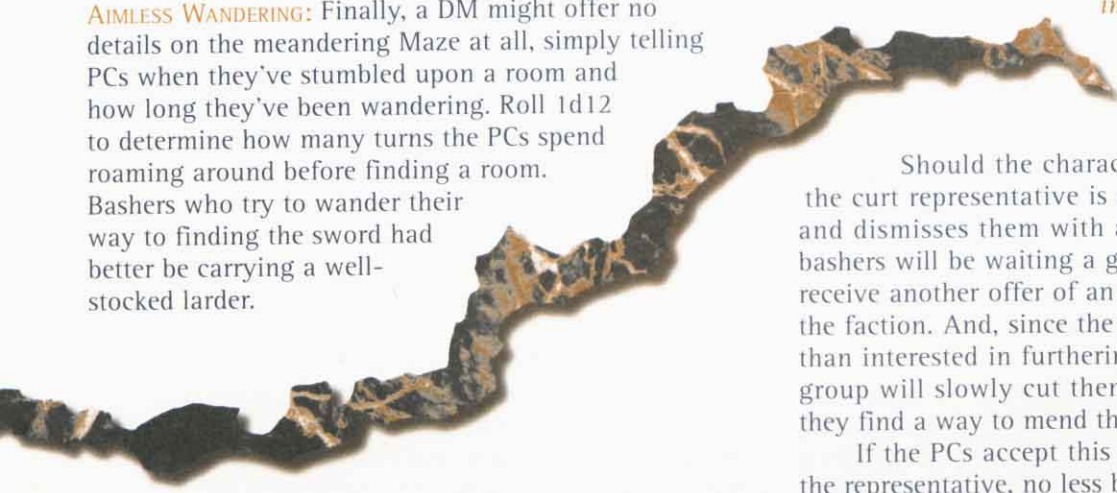 AIMLESS WANDERING: Finally, a DM might offer no
details on the meandering Maze at all, simply telling
PCs when they've stumbled upon a room and
how long they've been wandering. Roll 1d12
to determine how many turns the PCs spend
roaming around before finding a room.
Bashers who try to wander their
way to finding the sword had
better be carrying a well-
stocked larder.
Should the charac
the curt representative is
and dismisses them with a
bashers will be waiting a g
receive another offer of an
the faction. And, since the
than interested in furtherin
group will slowly cut ther
they find a way to mend th
If the PCs accept this
the representative, no less b